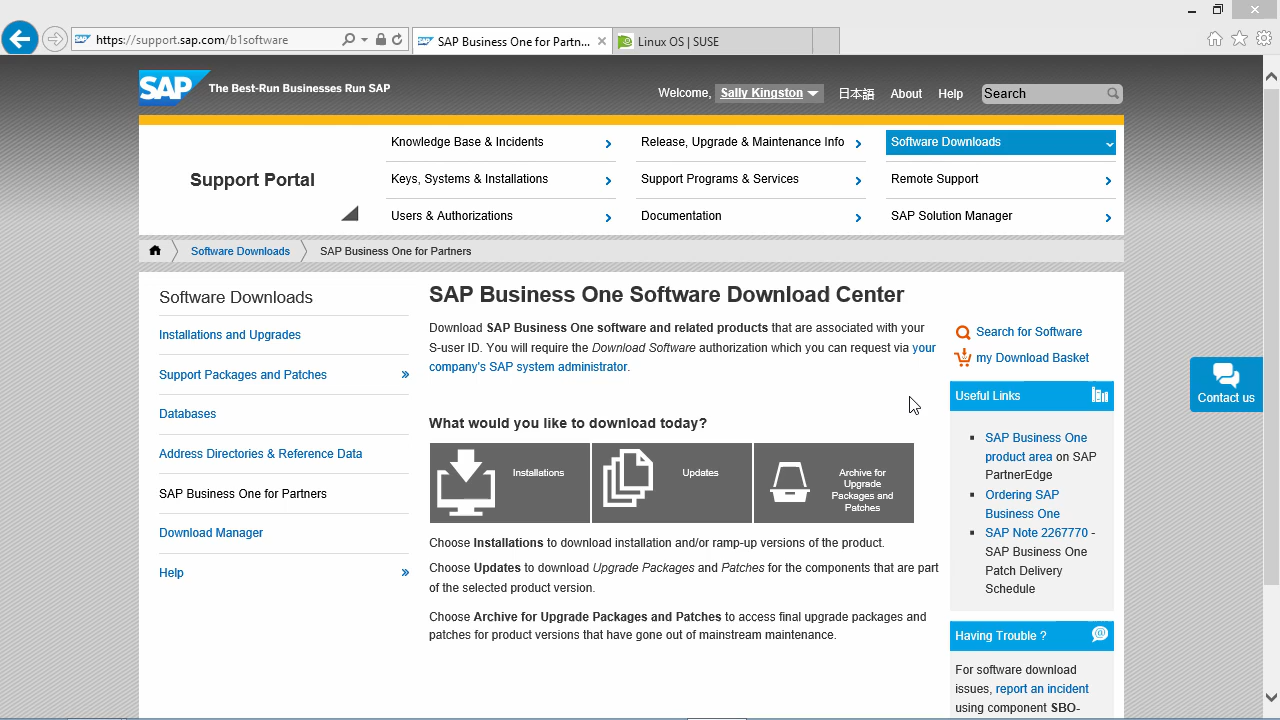 https://support.sap.com/b1software
SAP Business One for Partn...
Linux OS | SUSE
SAP
The Best-Run Businesses Run SAP
Welcome, Sally Kingston
日本語
About
Help
Search
Support Portal
Knowledge Base & Incidents
Release, Upgrade & Maintenance Info
Software Downloads
Keys, Systems & Installations
Support Programs & Services
Remote Support
Users & Authorizations
Documentation
SAP Solution Manager
Software Downloads
SAP Business One for Partners
Software Downloads
Installations and Upgrades
Support Packages and Patches
Databases
Address Directories & Reference Data
SAP Business One for Partners
Download Manager
Help
SAP Business One Software Download Center
Download SAP Business One software and related products that are associated with your
S-user ID. You will require the Download Software authorization which you can request via your
company's SAP system administrator.
What would you like to download today?
Installations
Updates
Archive for
Upgrade
Packages and
Patches
Choose Installations to download installation and/or ramp-up versions of the product.
Choose Updates to download Upgrade Packages and Patches for the components that are part
of the selected product version.
Choose Archive for Upgrade Packages and Patches to access final upgrade packages and
patches for product versions that have gone out of mainstream maintenance.
Search for Software
my Download Basket
Useful Links
SAP Business One
product area on SAP
PartnerEdge
Ordering SAP
Business One
SAP Note 2267770 -
SAP Business One
Patch Delivery
Schedule
Having Trouble ?
For software download
issues, report an incident
using component SBO-
Contact us